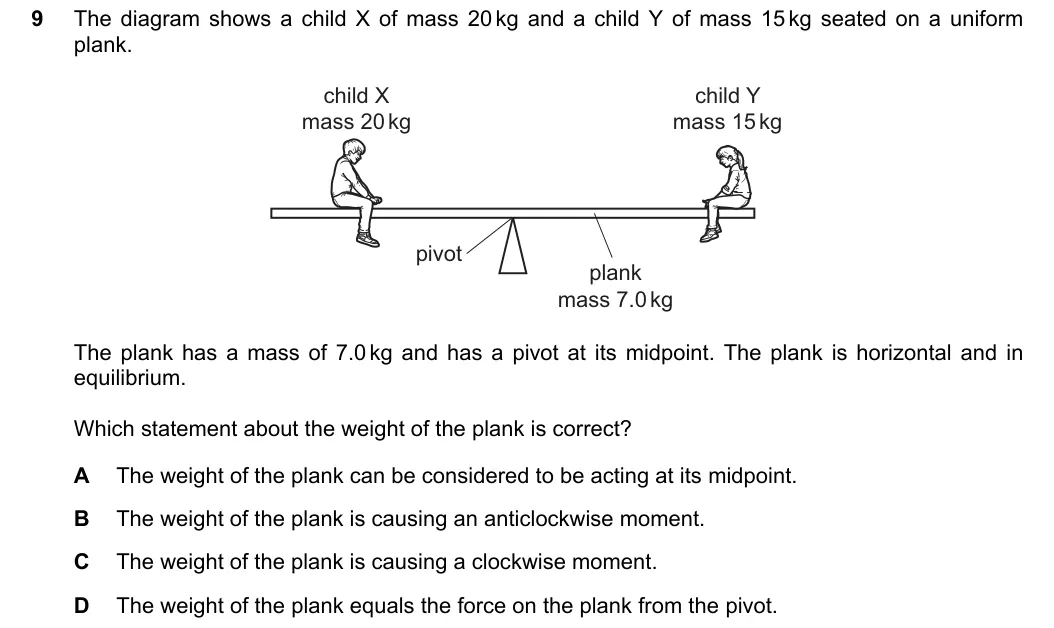 9 The diagram shows a child X of mass 20 kg and a child Y of mass 15 kg seated on a uniform
plank.
child X
mass 20 kg
child Y
mass 15 kg
pivot
plank
mass 7.0 kg
The plank has a mass of 7.0 kg and has a pivot at its midpoint. The plank is horizontal and in
equilibrium.
Which statement about the weight of the plank is correct?
A The weight of the plank can be considered to be acting at its midpoint.
B The weight of the plank is causing an anticlockwise moment.
C The weight of the plank is causing a clockwise moment.
D The weight of the plank equals the force on the plank from the pivot.